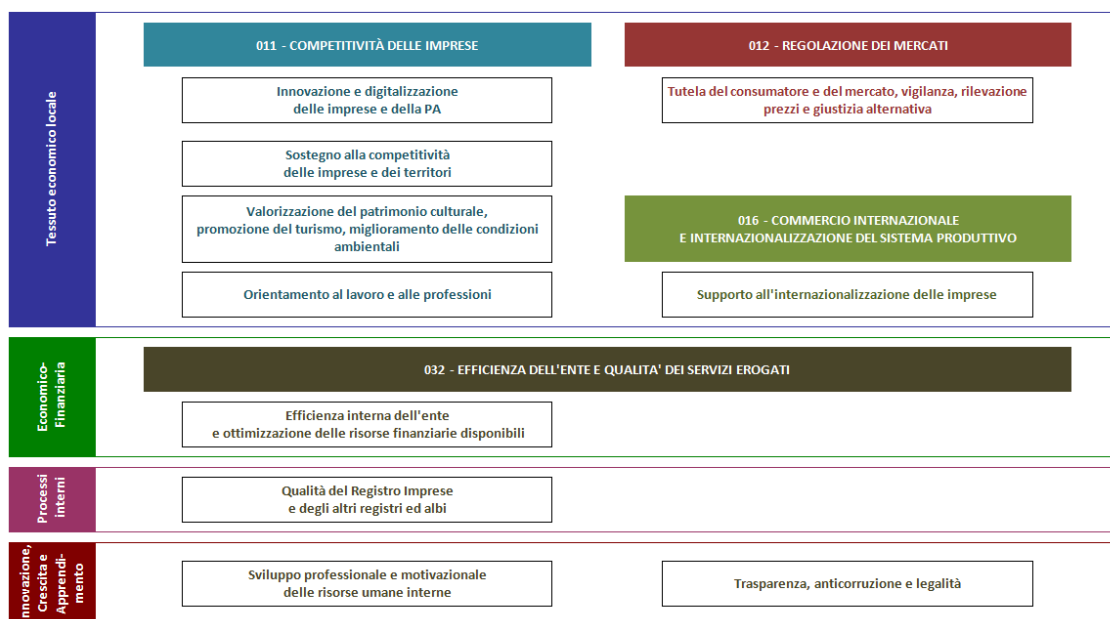 Tessuto economico locale
011 - COMPETITIVITÀ DELLE IMPRESE
Innovazione e digitalizzazione
delle imprese e della PA
Sostegno alla competitività
delle imprese e dei territori
Valorizzazione del patrimonio culturale,
promozione del turismo, miglioramento delle condizioni
ambientali
Orientamento al lavoro e alle professioni
012 - REGOLAZIONE DEI MERCATI
Tutela del consumatore e del mercato, vigilanza, rilevazione
prezzi e giustizia alternativa
016 - COMMERCIO INTERNAZIONALE
E INTERNAZIONALIZZAZIONE DEL SISTEMA PRODUTTIVO
Supporto all'internazionalizzazione delle imprese
Economico-
Finanziaria
032 - EFFICIENZA DELL'ENTE E QUALITA' DEI SERVIZI EROGATI
Efficienza interna dell'ente
e ottimizzazione delle risorse finanziarie disponibili
Processi
interni
Qualità del Registro Imprese
e degli altri registri ed albi
nnovazione,
Crescita e
Apprendi-
mento
Sviluppo professionale e motivazionale
delle risorse umane interne
Trasparenza, anticorruzione e legalità